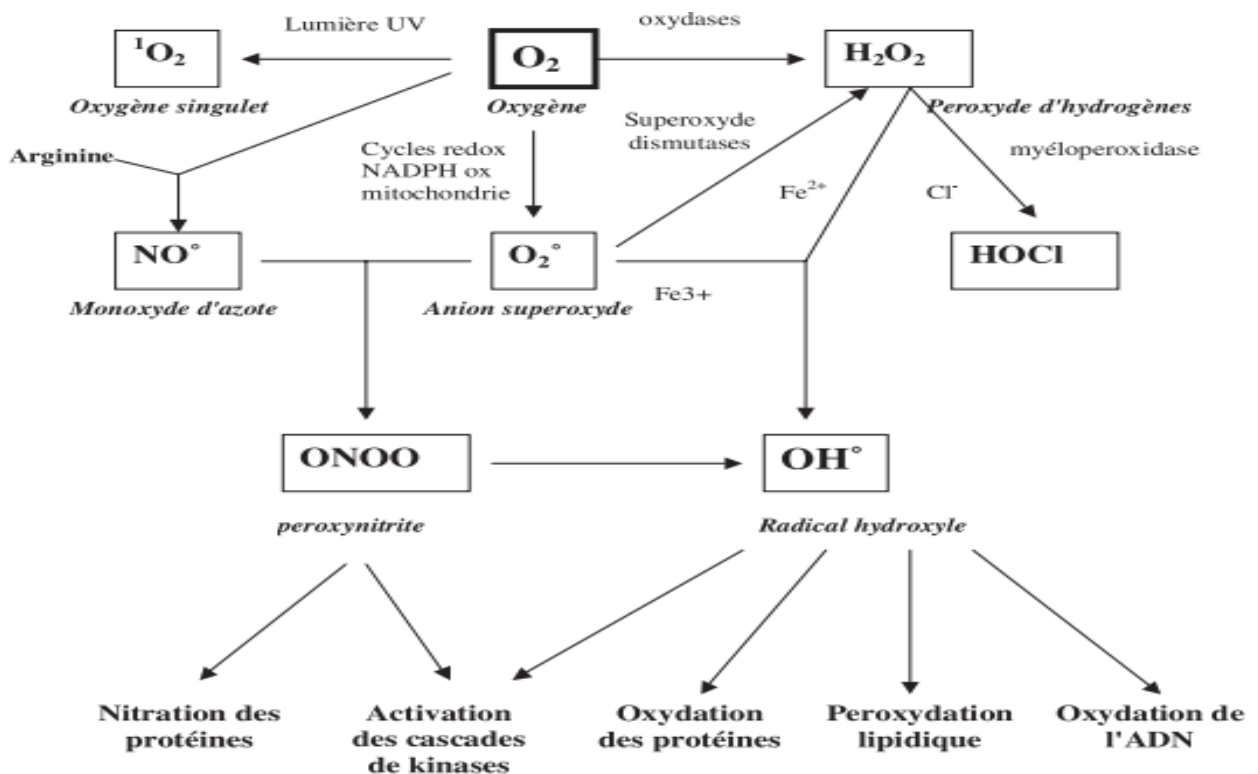 Lumière UV
oxydases
¹O₂
O₂
H₂O₂
Oxygène singulet
Oxygène
Peroxyde d'hydrogènes
Arginine
Cycles redox
NADPH ox
mitochondrie
Superoxyde
dismutases
myéloperoxidase
Fe²⁺
Cl⁻
NO°
O₂°
HOCl
Monoxyde d'azote
Anion superoxyde
Fe3+
ONOO
OH°
peroxynitrite
Radical hydroxyle
Nitration des
protéines
Activation
des cascades
de kinases
Oxydation
des protéines
Peroxydation
lipidique
Oxydation de
l'ADN